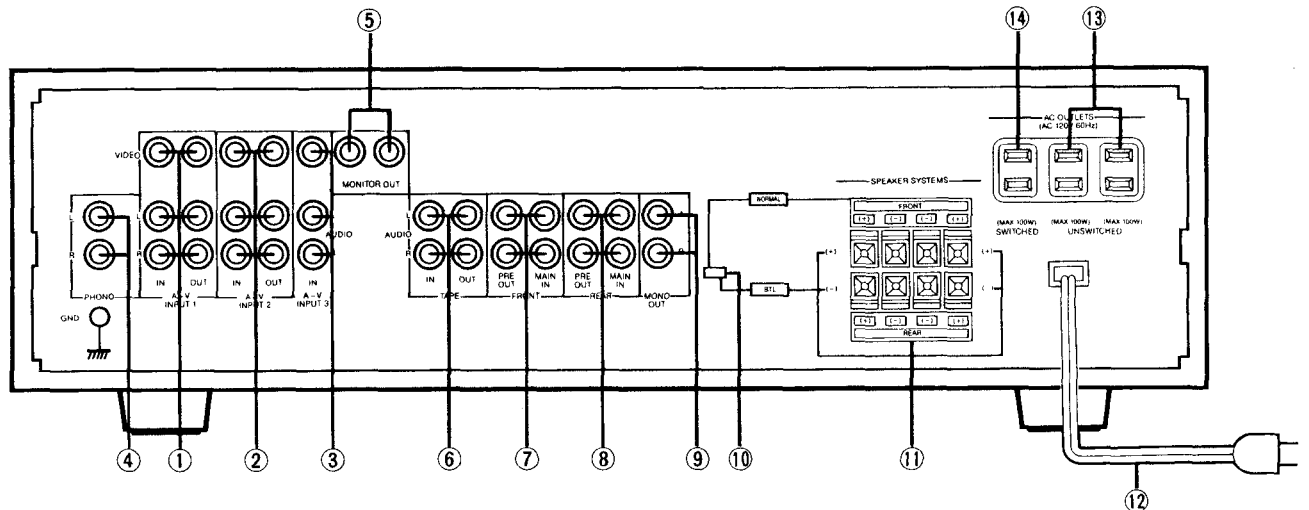 ⑤
⑭ ⑬
AC OUTLETS
(AC 120V 60Hz)
VIDEO
MONITOR OUT
SPEAKER SYSTEMS
NORMAL
FRONT
(+) (-) (-) (+)
(MAX 100W) (MAX 100W) (MAX 100W)
SWITCHED UNSWITCHED
L L AUDIO AUDIO L
R R R
(+) (+)
BTL (-) (-)
IN OUT IN OUT IN
IN OUT PRE OUT MAIN IN PRE OUT MAIN IN
PHONO A-V INPUT 1 A-V INPUT 2 A-V INPUT 3
TAPE FRONT REAR MONO OUT
(+) (-) (-) (+)
REAR
GND
④ ① ② ③ ⑥ ⑦ ⑧ ⑨ ⑩ ⑪ ⑫